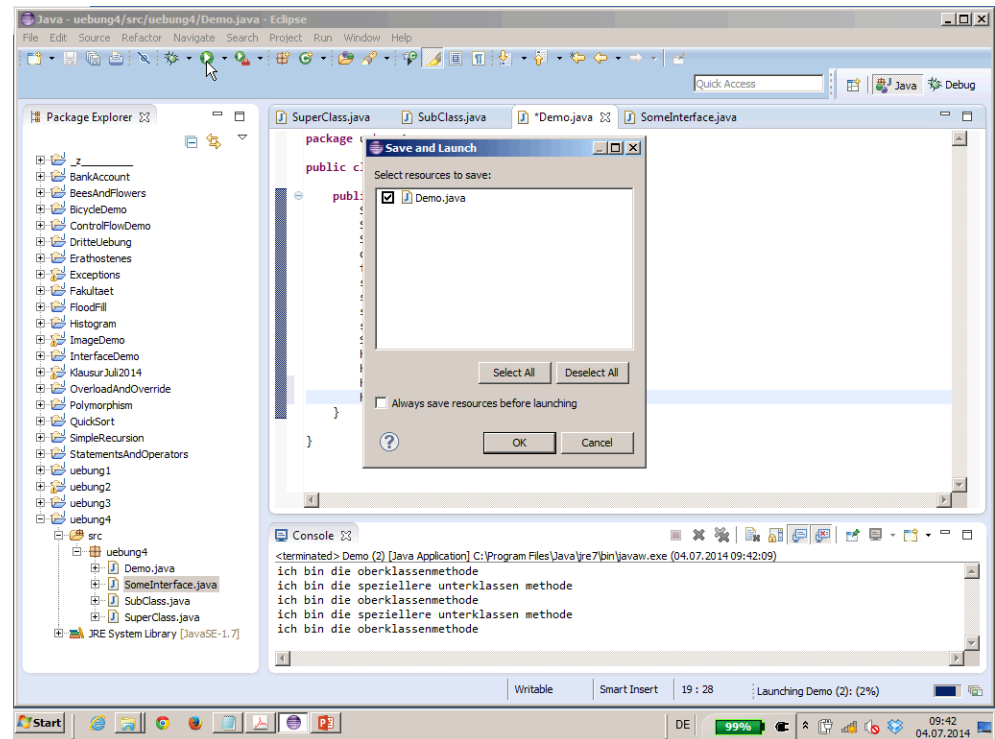 Java - uebung4/src/uebung4/Demo.java - Eclipse
File Edit Source Refactor Navigate Search Project Run Window Help
Quick Access
Java
Debug
Package Explorer
_z_________
BankAccount
BeesAndFlowers
BicycleDemo
ControlFlowDemo
DritteUebung
Erathostenes
Exceptions
Fakultaet
FloodFill
Histogram
ImageDemo
InterfaceDemo
KlausurJuli2014
OverloadAndOverride
Polymorphism
QuickSort
SimpleRecursion
StatementsAndOperators
uebung1
uebung2
uebung3
uebung4
src
uebung4
Demo.java
SomeInterface.java
SubClass.java
SuperClass.java
JRE System Library [JavaSE-1.7]
SuperClass.java
SubClass.java
*Demo.java
SomeInterface.java
package
public
}
}
Save and Launch
Select resources to save:
Demo.java
Select All
Deselect All
Always save resources before launching
OK
Cancel
Console
<terminated> Demo (2) [Java Application] C:\Program Files\Java\jre7\bin\javaw.exe (04.07.2014 09:42:09)
ich bin die oberklassenmethode
ich bin die speziellere unterklassen methode
ich bin die oberklassenmethode
ich bin die speziellere unterklassen methode
ich bin die oberklassenmethode
Writable
Smart Insert
19 : 28
Launching Demo (2): (2%)
Start
DE
99%
09:42
04.07.2014